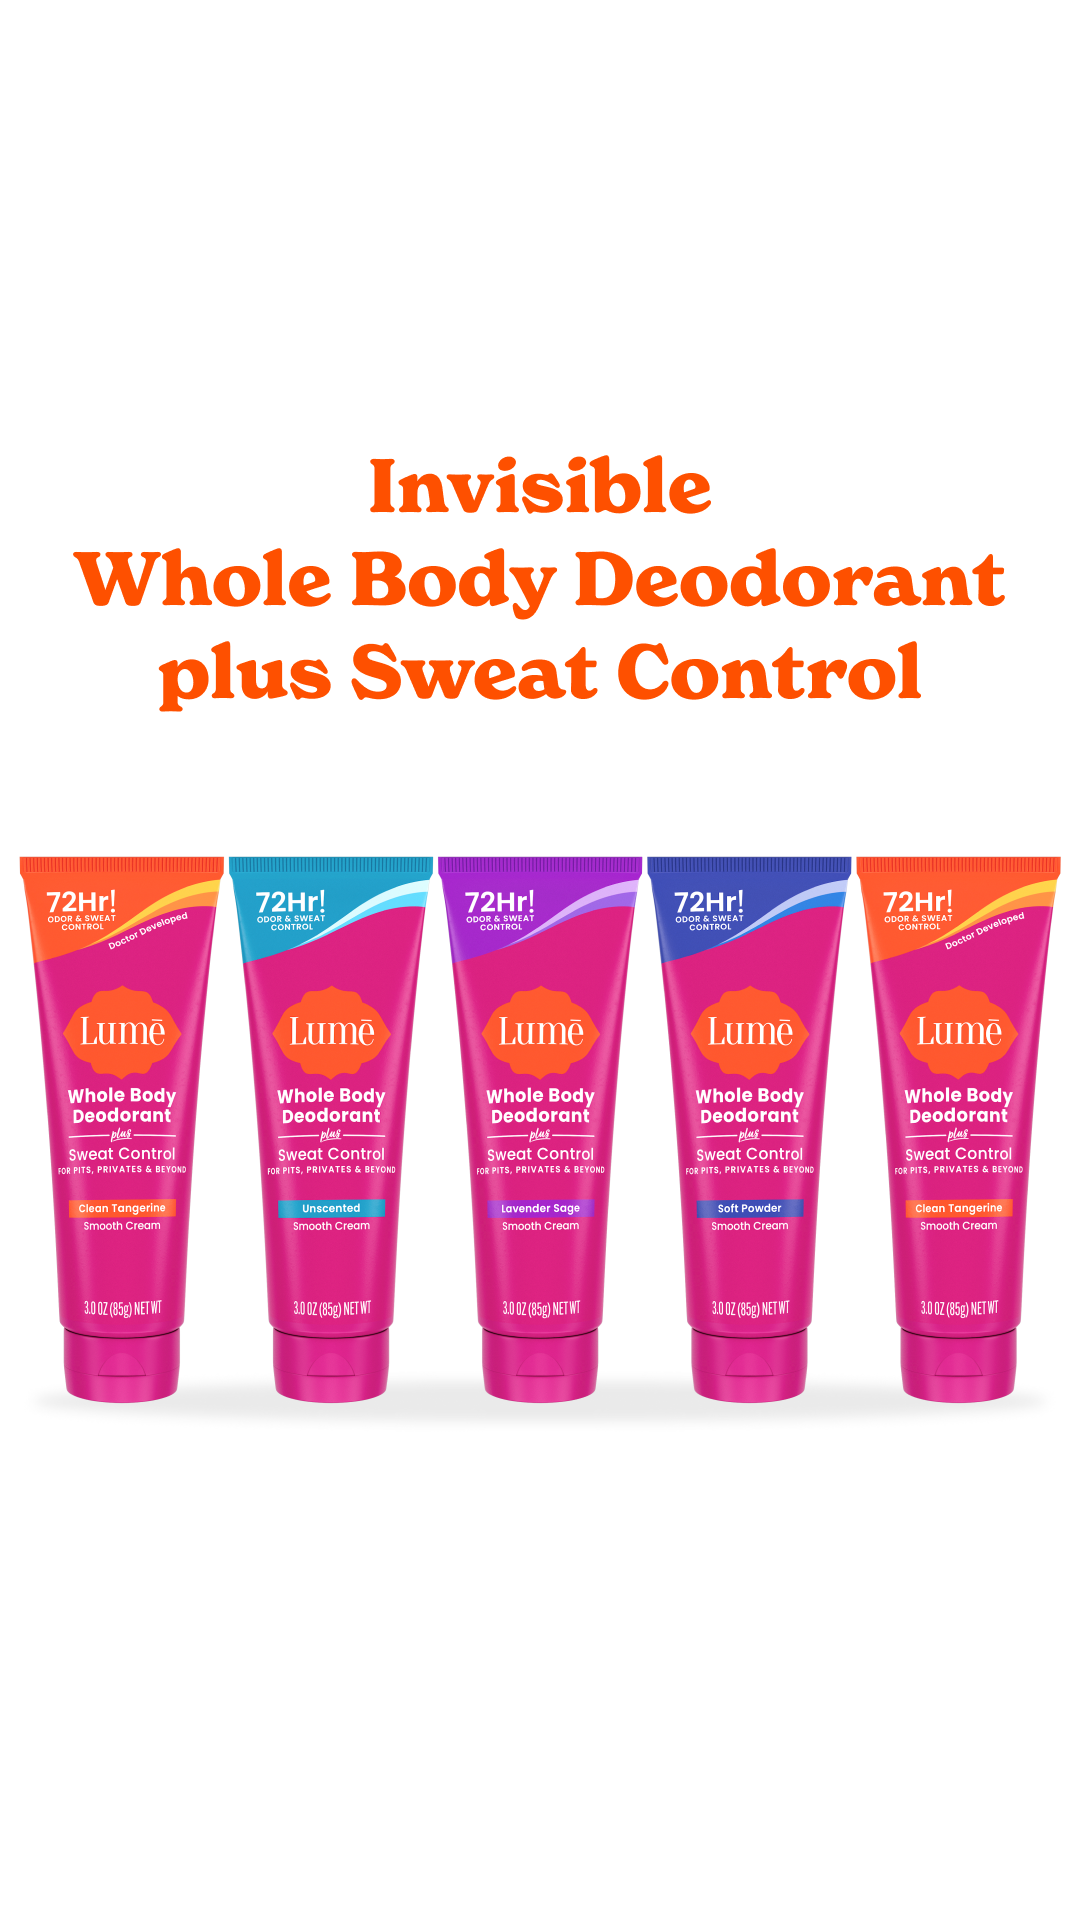 Invisible
Whole Body Deodorant
plus Sweat Control
72Hr!
ODOR & SWEAT
CONTROL
Doctor Developed
Lumē
Whole Body
Deodorant
plus
Sweat Control
FOR PITS, PRIVATES & BEYOND
Clean Tangerine
Smooth Cream
3.0 OZ (85g) NET WT
72Hr!
ODOR & SWEAT
CONTROL
Lumē
Whole Body
Deodorant
plus
Sweat Control
FOR PITS, PRIVATES & BEYOND
Unscented
Smooth Cream
3.0 OZ (85g) NET WT
72Hr!
ODOR & SWEAT
CONTROL
Lumē
Whole Body
Deodorant
plus
Sweat Control
FOR PITS, PRIVATES & BEYOND
Lavender Sage
Smooth Cream
3.0 OZ (85g) NET WT
72Hr!
ODOR & SWEAT
CONTROL
Lumē
Whole Body
Deodorant
plus
Sweat Control
FOR PITS, PRIVATES & BEYOND
Soft Powder
Smooth Cream
3.0 OZ (85g) NET WT
72Hr!
ODOR & SWEAT
CONTROL
Doctor Developed
Lumē
Whole Body
Deodorant
plus
Sweat Control
FOR PITS, PRIVATES & BEYOND
Clean Tangerine
Smooth Cream
3.0 OZ (85g) NET WT